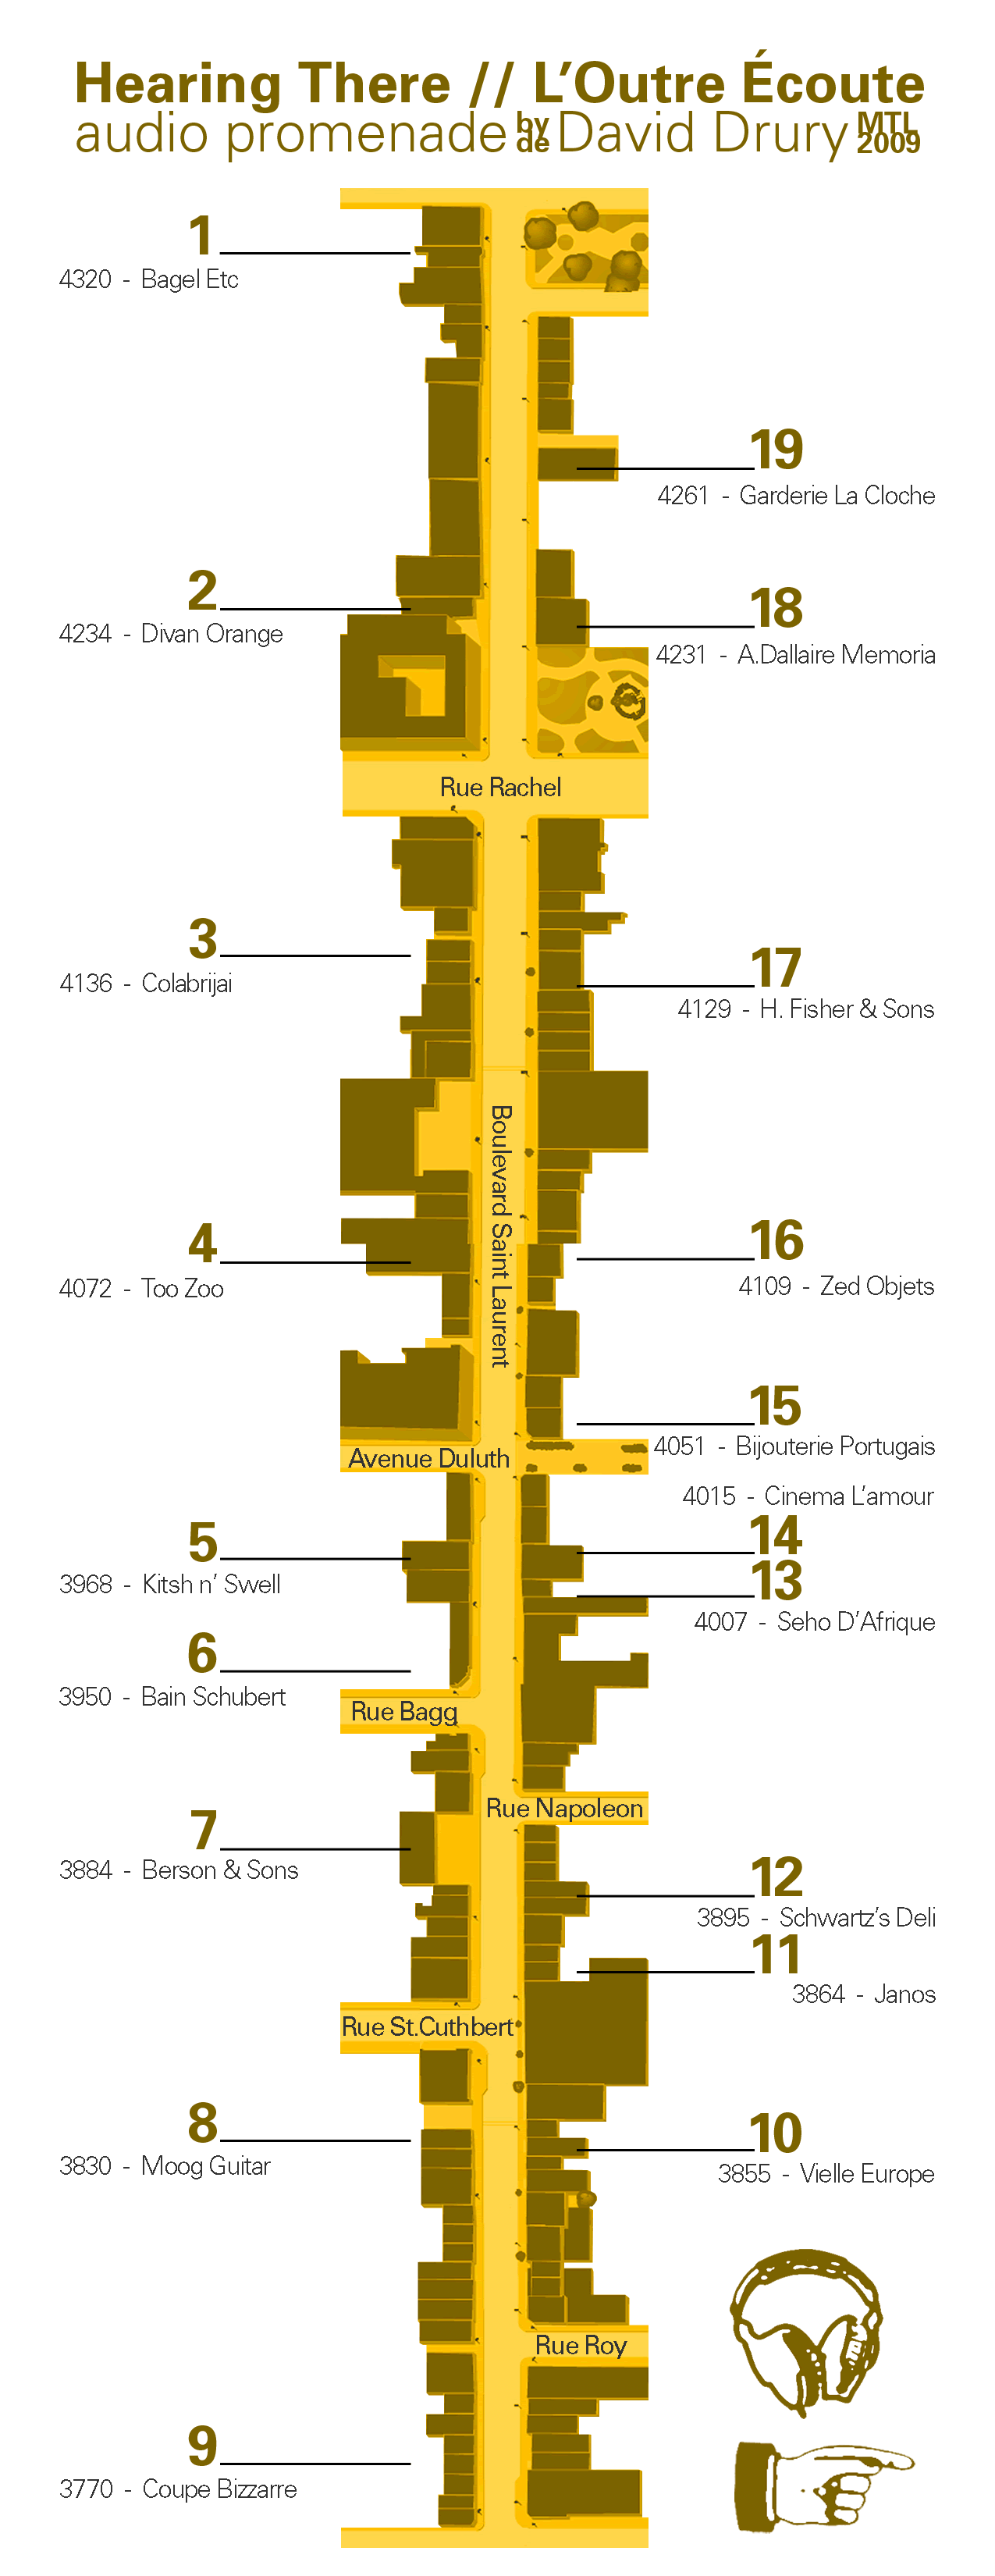 Hearing There // L’Outre Écoute
audio promenade by de David Drury MTL 2009
1
4320 - Bagel Etc
19
4261 - Garderie La Cloche
2
4234 - Divan Orange
18
4231 - A.Dallaire Memoria
Rue Rachel
3
4136 - Colabrijai
17
4129 - H. Fisher & Sons
Boulevard Saint Laurent
4
4072 - Too Zoo
16
4109 - Zed Objets
15
4051 - Bijouterie Portugais
Avenue Duluth
4015 - Cinema L’amour
14
5
3968 - Kitsh n’ Swell
13
4007 - Seho D’Afrique
6
3950 - Bain Schubert
Rue Bagg
Rue Napoleon
7
3884 - Berson & Sons
12
3895 - Schwartz’s Deli
11
3864 - Janos
Rue St.Cuthbert
8
3830 - Moog Guitar
10
3855 - Vielle Europe
Rue Roy
9
3770 - Coupe Bizzarre